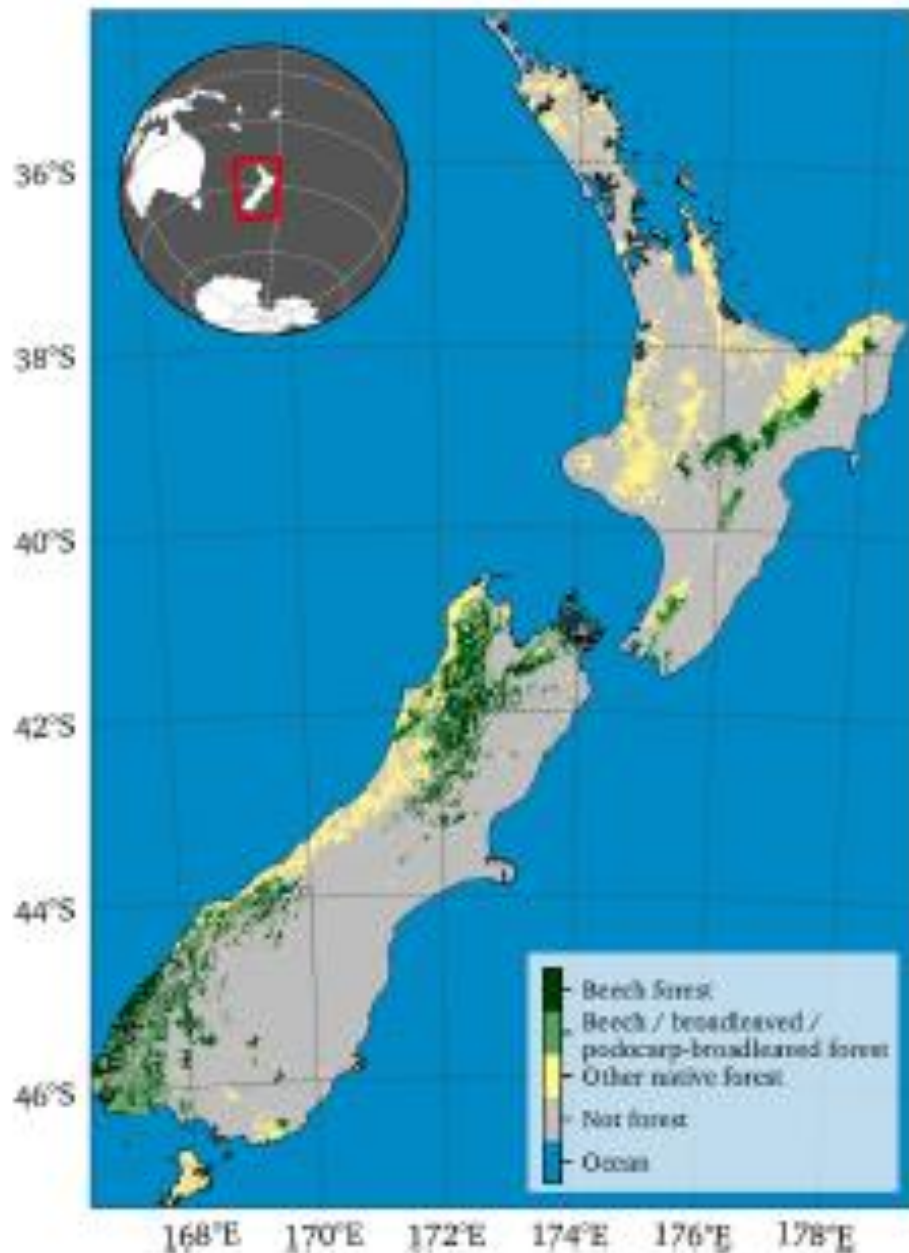 36°S
38°S
40°S
42°S
44°S
46°S
Beech forest
Beech / broadleaved /
podocarp-broadleaved forest
Other native forest
Not forest
Ocean
168°E 170°E 172°E 174°E 176°E 178°E